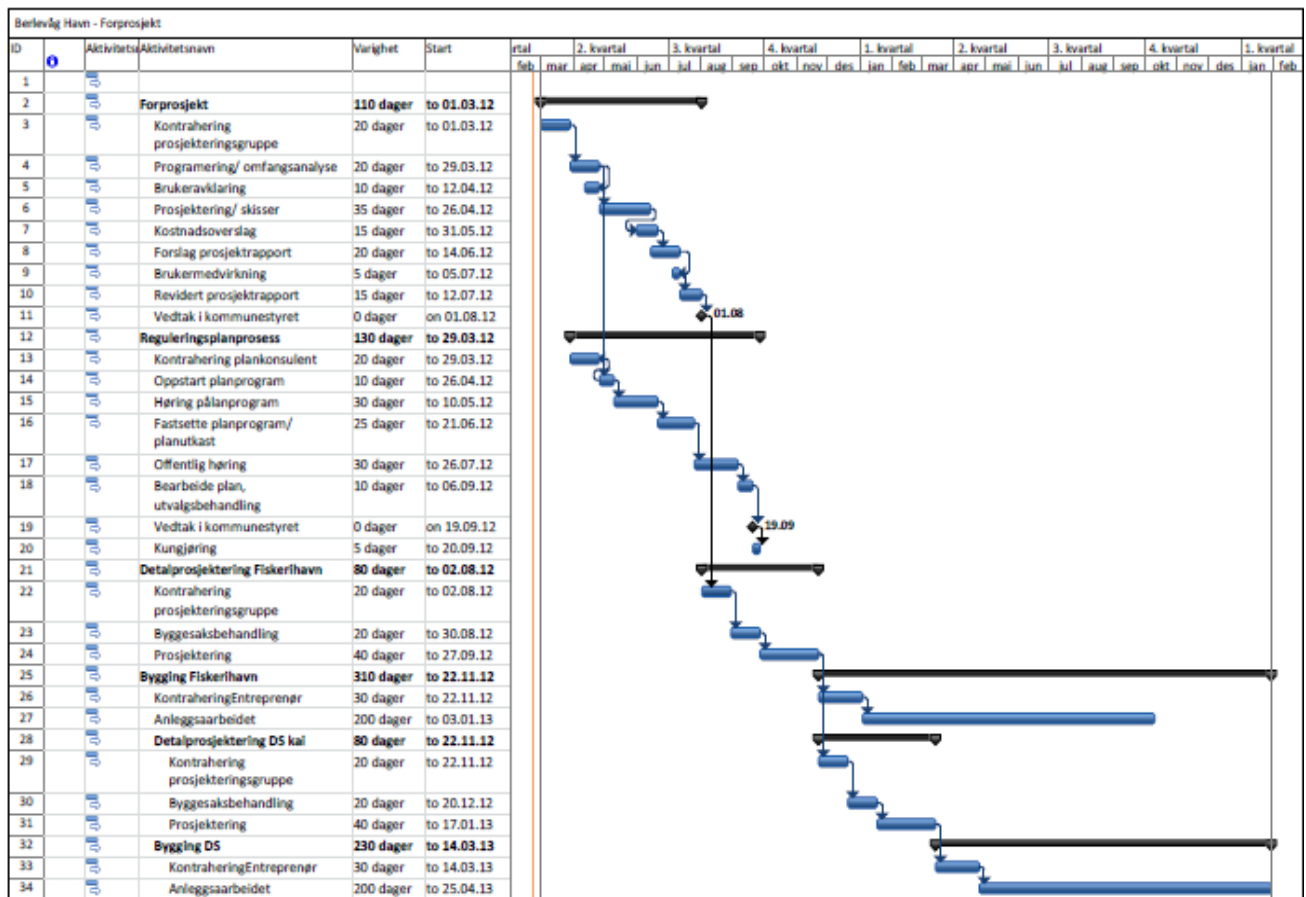 Berlevåg Havn - Forprosjekt
ID Aktivitets Aktivitetsnavn Varighet Start rtal 2. kvartal 3. kvartal 4. kvartal 1. kvartal 2. kvartal 3. kvartal 4. kvartal 1. kvartal
feb mar apr mai jun jul aug sep okt nov des jan feb mar apr mai jun jul aug sep okt nov des jan feb
1
2 Forprosjekt 110 dager to 01.03.12
3 Kontrahering 20 dager to 01.03.12
prosjekteringsgruppe
4 Programering/ omfangsanalyse 20 dager to 29.03.12
5 Brukeravklaring 10 dager to 12.04.12
6 Prosjektering/ skisser 35 dager to 26.04.12
7 Kostnadsoverslag 15 dager to 31.05.12
8 Forslag prosjektrapport 20 dager to 14.06.12
9 Brukermedvirkning 5 dager to 05.07.12
10 Revidert prosjektrapport 15 dager to 12.07.12
11 Vedtak i kommunestyret 0 dager on 01.08.12 01.08
12 Reguleringsplanprosess 130 dager to 29.03.12
13 Kontrahering plankonsulent 20 dager to 29.03.12
14 Oppstart planprogram 10 dager to 26.04.12
15 Høring pålanprogram 30 dager to 10.05.12
16 Fastsette planprogram/ 25 dager to 21.06.12
planutkast
17 Offentlig høring 30 dager to 26.07.12
18 Bearbeide plan, 10 dager to 06.09.12
utvalgsbehandling
19 Vedtak i kommunestyret 0 dager on 19.09.12 19.09
20 Kungjøring 5 dager to 20.09.12
21 Detalprosjektering Fiskerihavn 80 dager to 02.08.12
22 Kontrahering 20 dager to 02.08.12
prosjekteringsgruppe
23 Byggesaksbehandling 20 dager to 30.08.12
24 Prosjektering 40 dager to 27.09.12
25 Bygging Fiskerihavn 310 dager to 22.11.12
26 KontraheringEntreprenør 30 dager to 22.11.12
27 Anleggsaarbeidet 200 dager to 03.01.13
28 Detalprosjektering DS kai 80 dager to 22.11.12
29 Kontrahering 20 dager to 22.11.12
prosjekteringsgruppe
30 Byggesaksbehandling 20 dager to 20.12.12
31 Prosjektering 40 dager to 17.01.13
32 Bygging DS 230 dager to 14.03.13
33 KontraheringEntreprenør 30 dager to 14.03.13
34 Anleggsaarbeidet 200 dager to 25.04.13